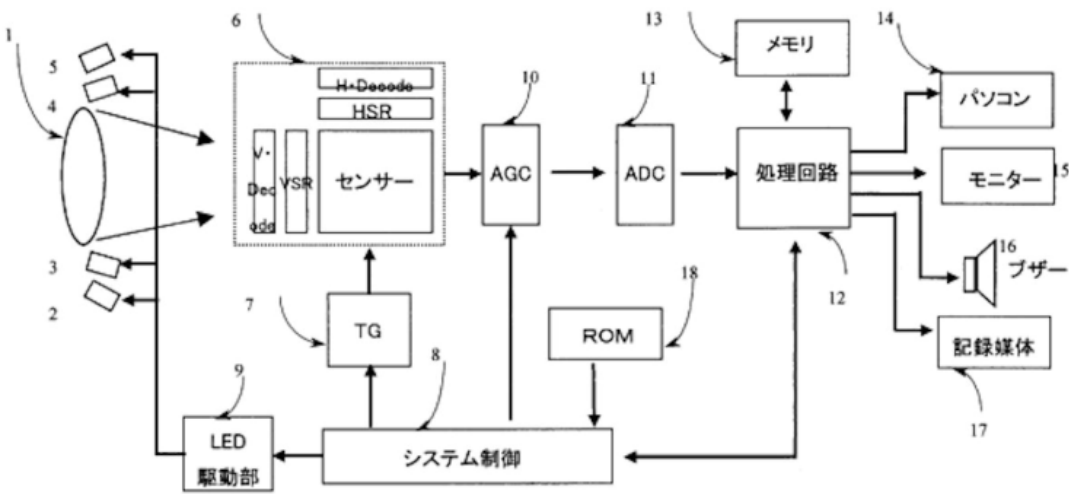 1
5
4
3
2
6
H・Decode
HSR
V・
Dec
ode
VSR
センサー
10
AGC
11
ADC
13
メモリ
処理回路
12
14
パソコン
モニター
15
16
ブザー
記録媒体
17
7
TG
18
ROM
8
システム制御
9
LED
駆動部